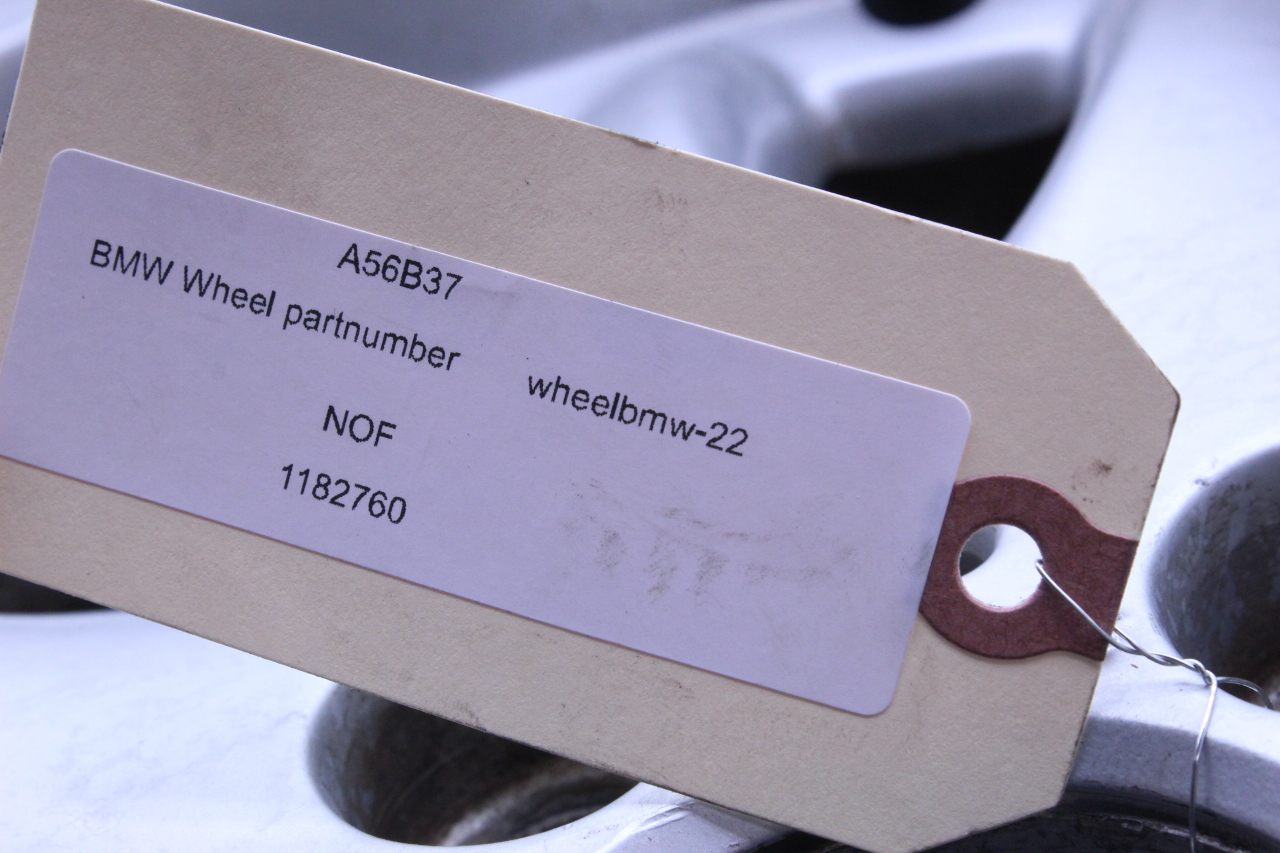 A56B37
BMW Wheel partnumber
wheelbmw-22
NOF
1182760